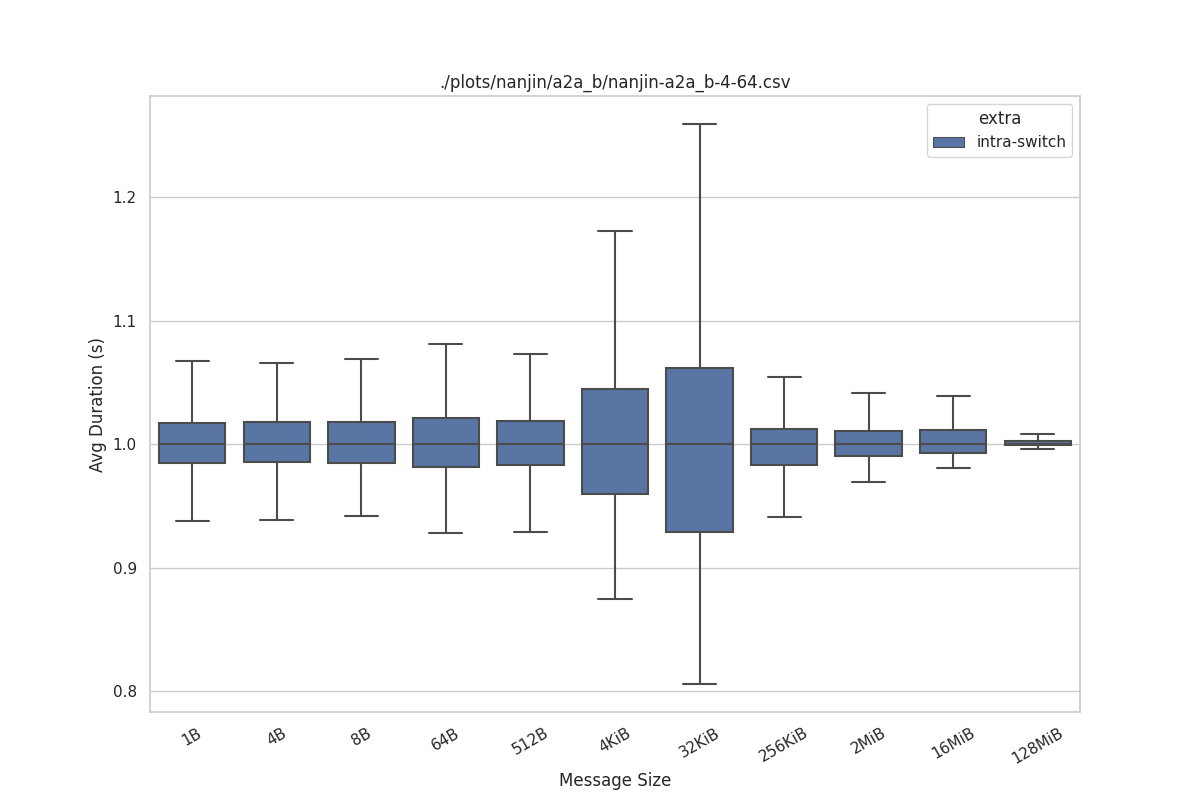 ./plots/nanjin/a2a_b/nanjin-a2a_b-4-64.csv
extra
intra-switch
Avg Duration (s)
1.2
1.1
1.0
0.9
0.8
1B
4B
8B
64B
512B
4KiB
32KiB
256KiB
2MiB
16MiB
128MiB
Message Size